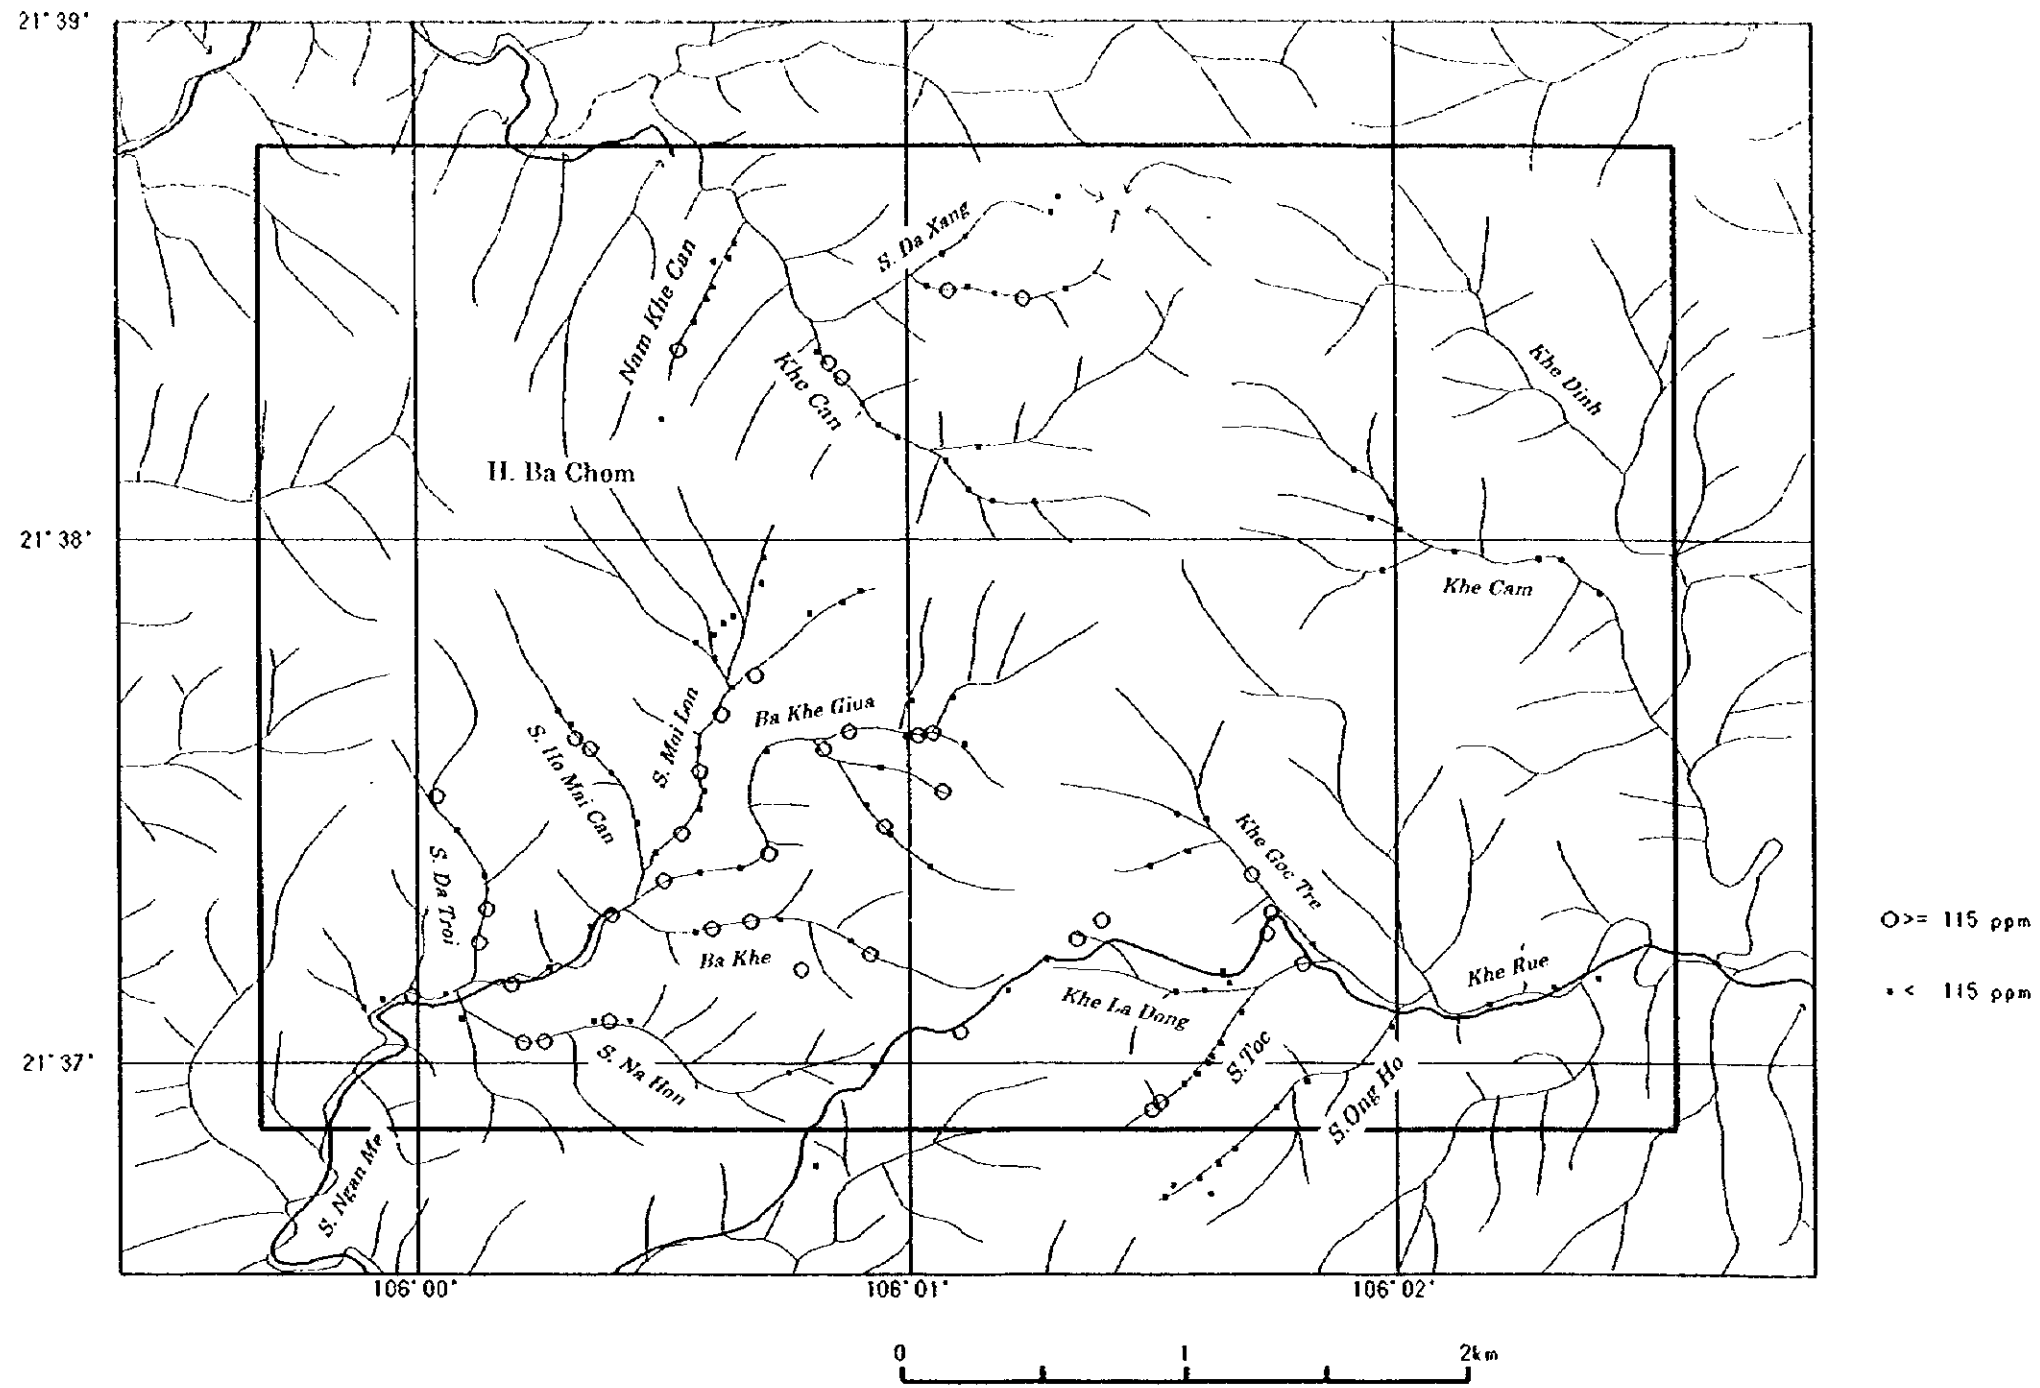 21°39'
S. Da Xang
Nam Khe Can
Khe Can
Khe Dinh
H. Ba Chom
21°38'
Khe Cam
Ba Khe Giua
S. Mai Lon
S. Ho Mai Can
Khe Goc Tre
S. Da Troi
O>= 115 ppm
Ba Khe
Khe Rue
Khe La Dong
▪< 115 ppm
21°37'
S. Na Hon
S. Toc
S. Ong Ho
S. Ngan Me
106°00'
106°01'
106°02'
0 1 2km